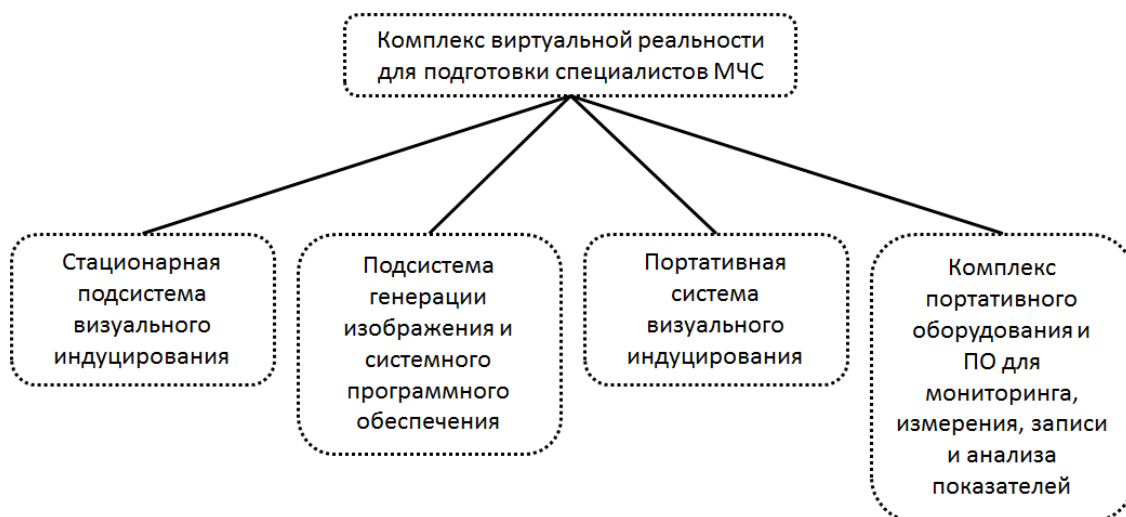 Комплекс виртуальной реальности
для подготовки специалистов МЧС
Стационарная
подсистема
визуального
индуцирования
Подсистема
генерации
изображения и
системного
программного
обеспечения
Портативная
система
визуального
индуцирования
Комплекс
портативного
оборудования и
ПО для
мониторинга,
измерения, записи
и анализа
показателей